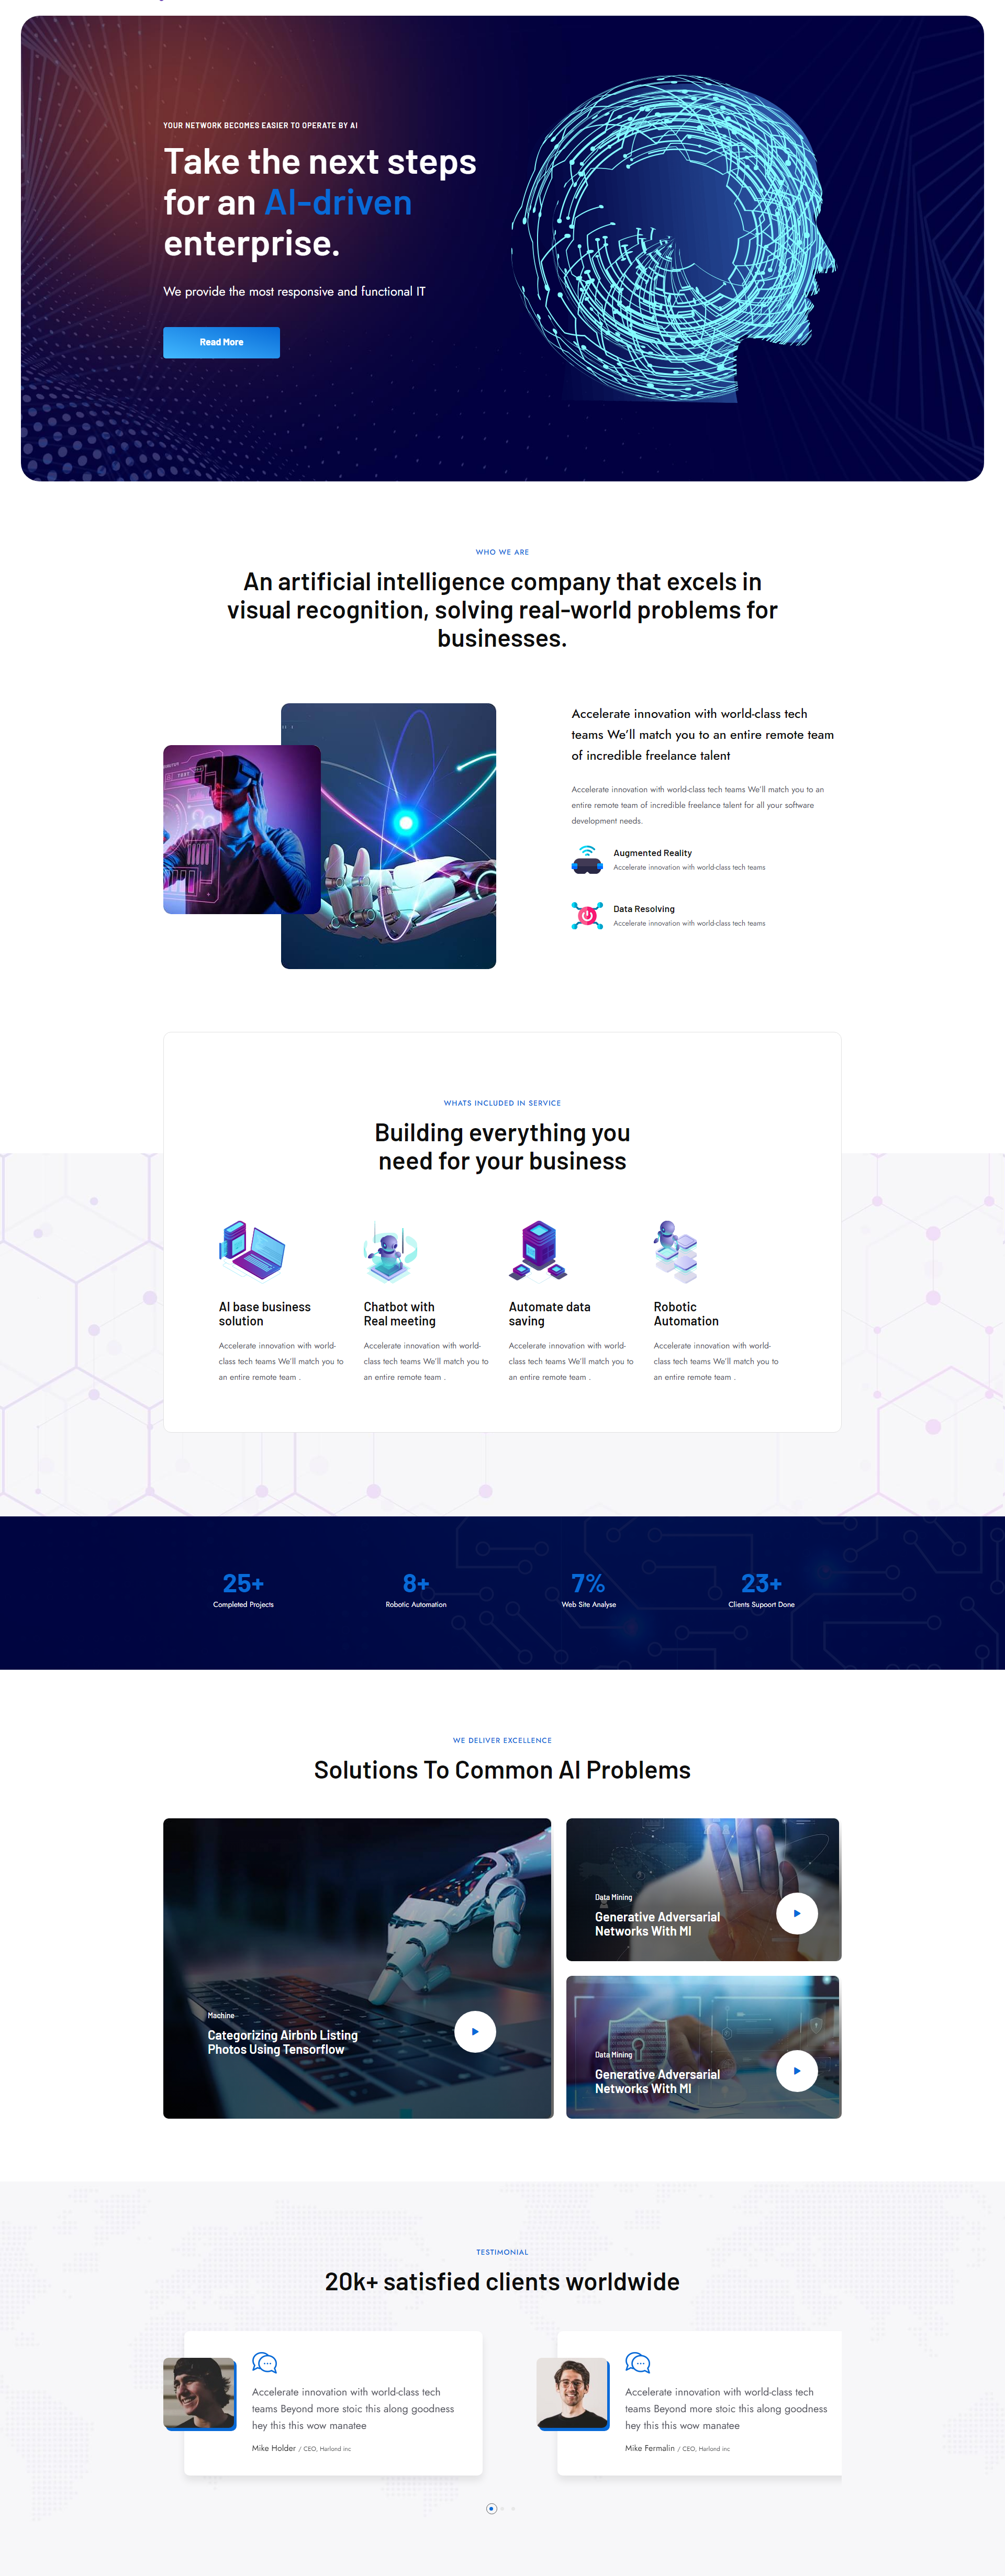 YOUR NETWORK BECOMES EASIER TO OPERATE BY AI
Take the next steps
for an AI-driven
enterprise.
We provide the most responsive and functional IT
Read More
WHO WE ARE
An artificial intelligence company that excels in
visual recognition, solving real-world problems for
businesses.
Accelerate innovation with world-class tech
teams We'll match you to an entire remote team
of incredible freelance talent
Accelerate innovation with world-class tech teams We'll match you to an
entire remote team of incredible freelance talent for all your software
development needs.
Augmented Reality
Accelerate innovation with world-class tech teams
Data Resolving
Accelerate innovation with world-class tech teams
WHATS INCLUDED IN SERVICE
Building everything you
need for your business
AI base business
solution
Accelerate innovation with world-
class tech teams We'll match you to
an entire remote team .
Chatbot with
Real meeting
Accelerate innovation with world-
class tech teams We'll match you to
an entire remote team .
Automate data
saving
Accelerate innovation with world-
class tech teams We'll match you to
an entire remote team .
Robotic
Automation
Accelerate innovation with world-
class tech teams We'll match you to
an entire remote team .
25+
Completed Projects
8+
Robotic Automation
7%
Web Site Analyse
23+
Clients Supoort Done
WE DELIVER EXCELLENCE
Solutions To Common AI Problems
Machine
Categorizing Airbnb Listing
Photos Using Tensorflow
Data Mining
Generative Adversarial
Networks With Ml
Data Mining
Generative Adversarial
Networks With Ml
TESTIMONIAL
20k+ satisfied clients worldwide
Accelerate innovation with world-class tech
teams Beyond more stoic this along goodness
hey this this wow manatee
Mike Holder / CEO, Harlond inc
Accelerate innovation with world-class tech
teams Beyond more stoic this along goodness
hey this this wow manatee
Mike Fermalin / CEO, Harlond inc